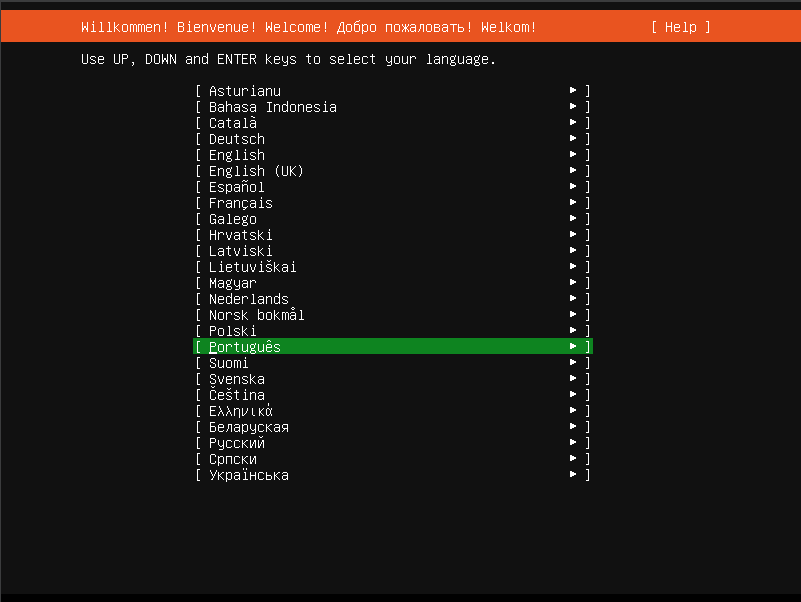 Willkommen! Bienvenue! Welcome! Добро пожаловать! Welkom! [ Help ]
Use UP, DOWN and ENTER keys to select your language.
[ Asturianu ► ]
[ Bahasa Indonesia ► ]
[ Català ► ]
[ Deutsch ► ]
[ English ► ]
[ English (UK) ► ]
[ Español ► ]
[ Français ► ]
[ Galego ► ]
[ Hrvatski ► ]
[ Latviski ► ]
[ Lietuviškai ► ]
[ Magyar ► ]
[ Nederlands ► ]
[ Norsk bokmål ► ]
[ Polski ► ]
[ Português ► ]
[ Suomi ► ]
[ Svenska ► ]
[ Čeština ► ]
[ Ελληνικά ► ]
[ Беларуская ► ]
[ Русский ► ]
[ Српски ► ]
[ Українська ► ]